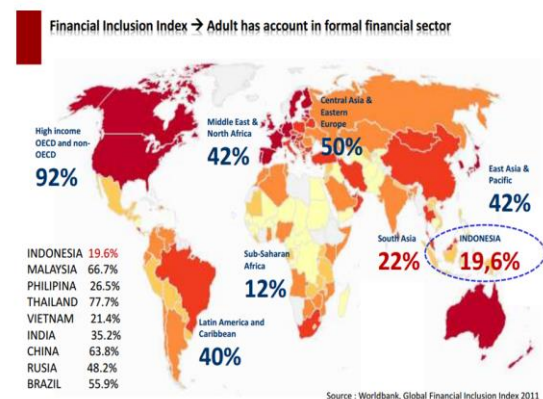 Financial Inclusion Index → Adult has account in formal financial sector
High income
OECD and non-
OECD
92%
Middle East &
North Africa
42%
Central Asia &
Eastern
Europe
50%
East Asia &
Pacific
42%
South Asia
22%
INDONESIA
19,6%
Sub-Saharan
Africa
12%
Latin America and
Caribbean
40%
INDONESIA 19.6%
MALAYSIA 66.7%
PHILIPINA 26.5%
THAILAND 77.7%
VIETNAM 21.4%
INDIA 35.2%
CHINA 63.8%
RUSIA 48.2%
BRAZIL 55.9%
Source : Worldbank, Global Financial Inclusion Index 2011